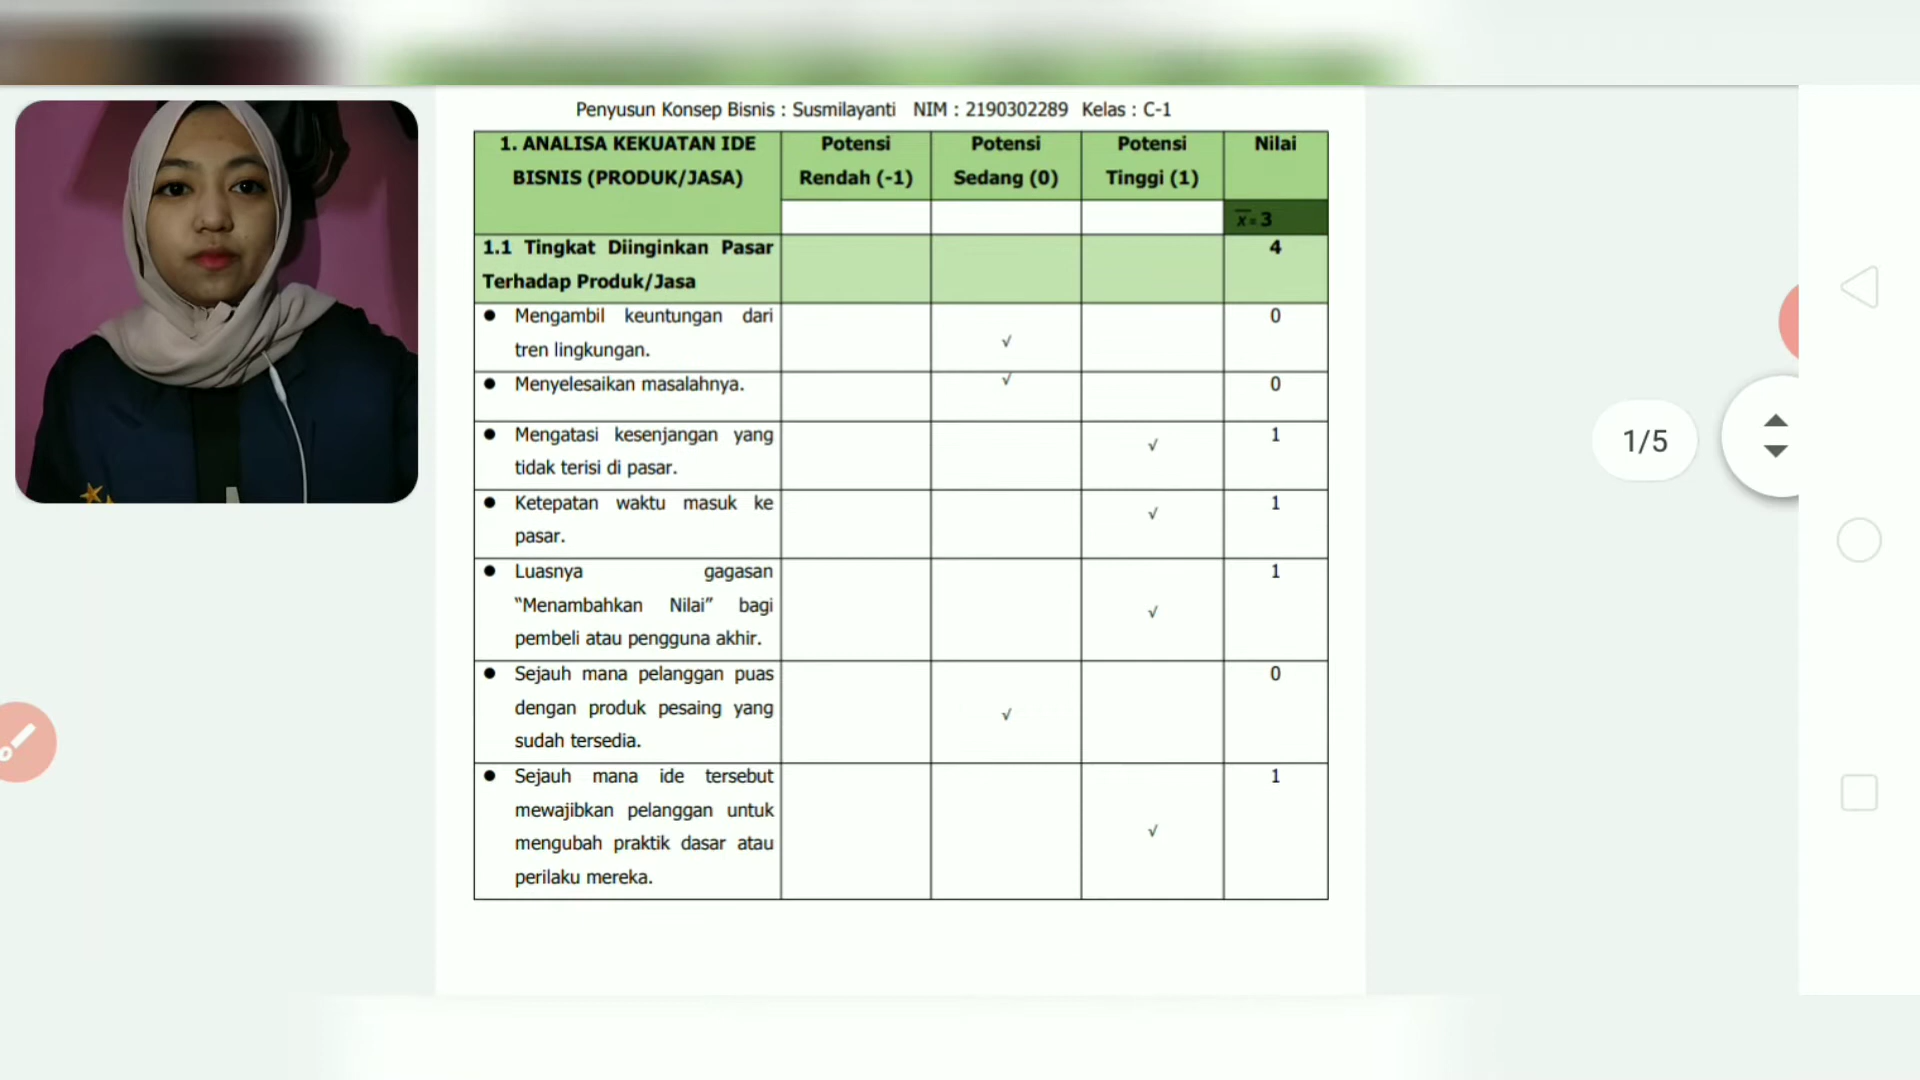 Penyusun Konsep Bisnis : Susmilayanti NIM : 2190302289 Kelas : C-1
1. ANALISA KEKUATAN IDE
BISNIS (PRODUK/JASA)
Potensi
Rendah (-1)
Potensi
Sedang (0)
Potensi
Tinggi (1)
Nilai
x̅ = 3
1.1 Tingkat Diinginkan Pasar
Terhadap Produk/Jasa
4
● Mengambil keuntungan dari
tren lingkungan.
√
0
● Menyelesaikan masalahnya.
√
0
● Mengatasi kesenjangan yang
tidak terisi di pasar.
√
1
● Ketepatan waktu masuk ke
pasar.
√
1
● Luasnya gagasan
“Menambahkan Nilai” bagi
pembeli atau pengguna akhir.
√
1
● Sejauh mana pelanggan puas
dengan produk pesaing yang
sudah tersedia.
√
0
● Sejauh mana ide tersebut
mewajibkan pelanggan untuk
mengubah praktik dasar atau
perilaku mereka.
√
1
1/5